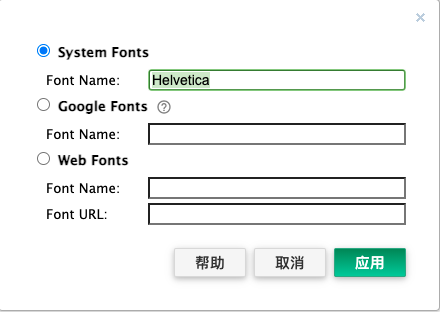 ×
System Fonts
Font Name: Helvetica
Google Fonts ?
Font Name:
Web Fonts
Font Name:
Font URL:
帮助 取消 应用